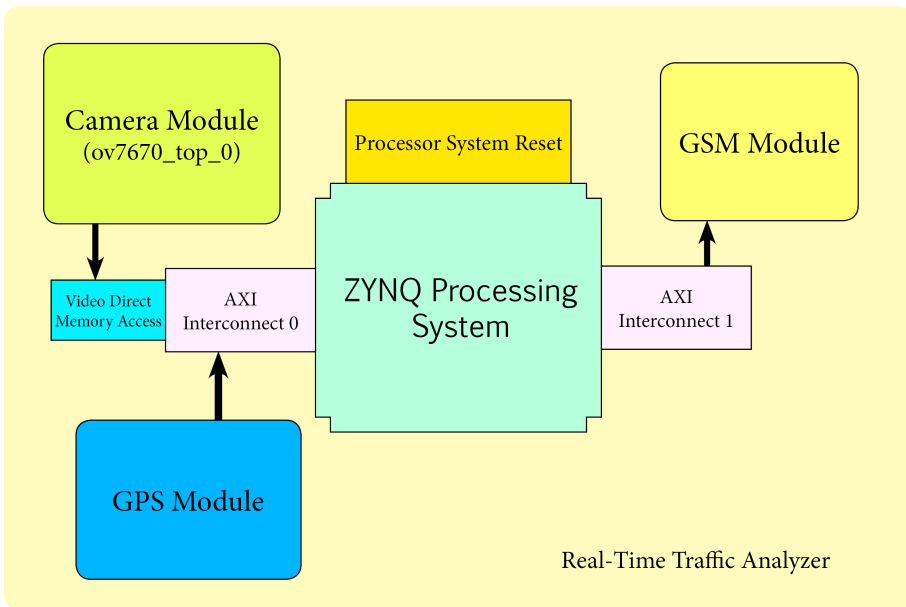 Camera Module
(ov7670_top_0)
Processor System Reset
GSM Module
Video Direct
Memory Access
AXI
Interconnect 0
ZYNQ Processing
System
AXI
Interconnect 1
GPS Module
Real-Time Traffic Analyzer